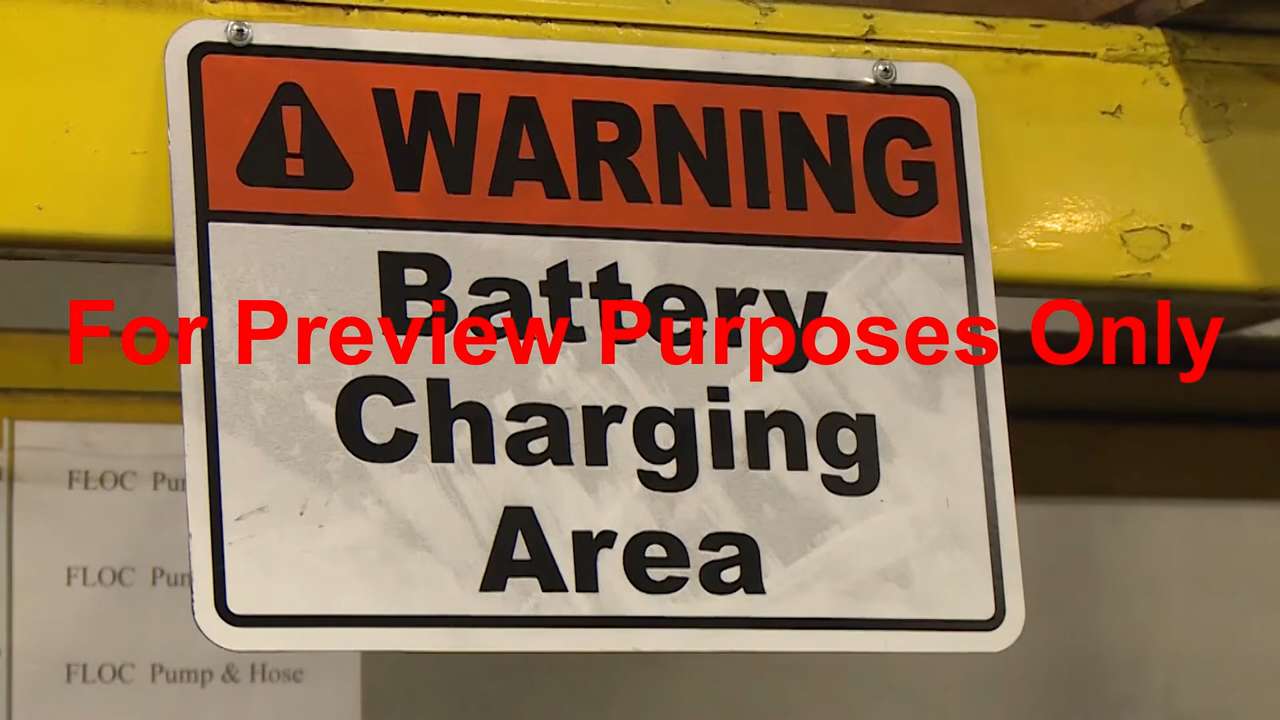 WARNING
Battery
For Preview Purposes Only
Charging
Area
FLOC
FLOC
FLOC Pump & Hose